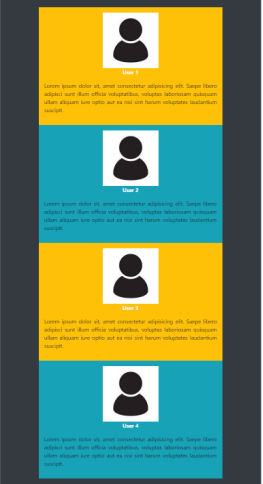 User 1
Lorem ipsum dolor sit, amet consectetur adipisicing elit. Saepe libero
adipisci sunt illum officia voluptatibus, voluptas laboriosam quisquam
ullam aliquam iure optio aut ea nisi sint harum voluptates laudantium
suscipit.
User 2
Lorem ipsum dolor sit, amet consectetur adipisicing elit. Saepe libero
adipisci sunt illum officia voluptatibus, voluptas laboriosam quisquam
ullam aliquam iure optio aut ea nisi sint harum voluptates laudantium
suscipit.
User 3
Lorem ipsum dolor sit, amet consectetur adipisicing elit. Saepe libero
adipisci sunt illum officia voluptatibus, voluptas laboriosam quisquam
ullam aliquam iure optio aut ea nisi sint harum voluptates laudantium
suscipit.
User 4
Lorem ipsum dolor sit, amet consectetur adipisicing elit. Saepe libero
adipisci sunt illum officia voluptatibus, voluptas laboriosam quisquam
ullam aliquam iure optio aut ea nisi sint harum voluptates laudantium
suscipit.